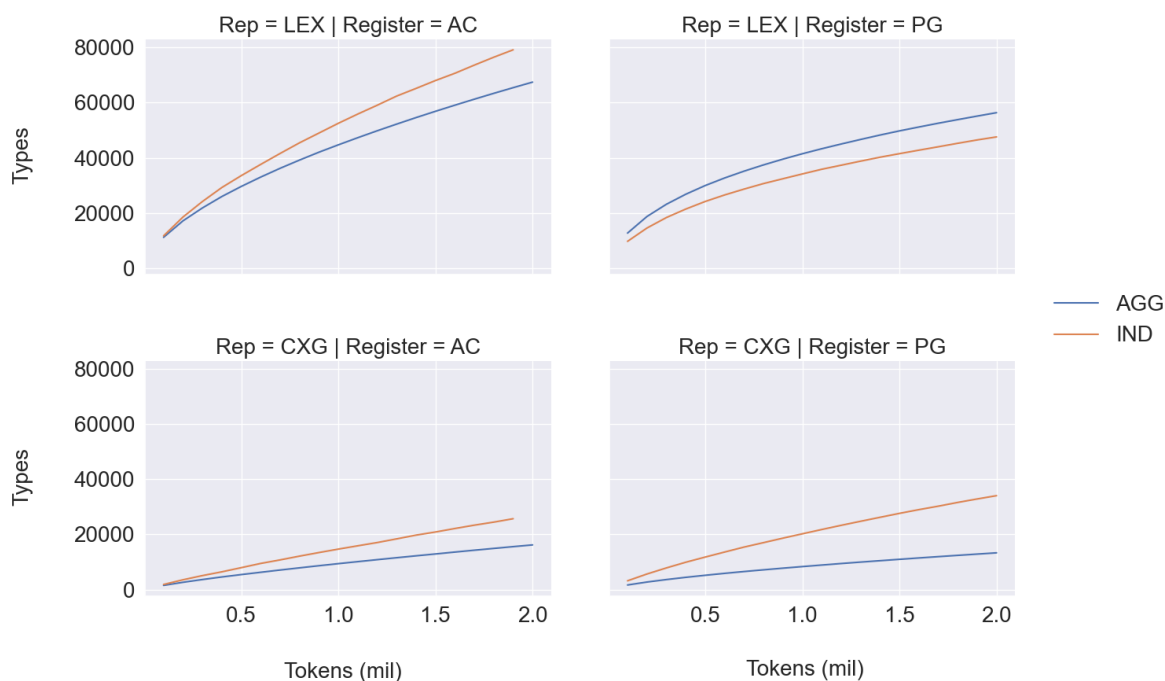 Rep = LEX | Register = AC
Rep = LEX | Register = PG
80000
60000
40000
20000
0
Types
AGG
IND
Rep = CXG | Register = AC
Rep = CXG | Register = PG
80000
60000
40000
20000
0
Types
0.5 1.0 1.5 2.0
0.5 1.0 1.5 2.0
Tokens (mil)
Tokens (mil)